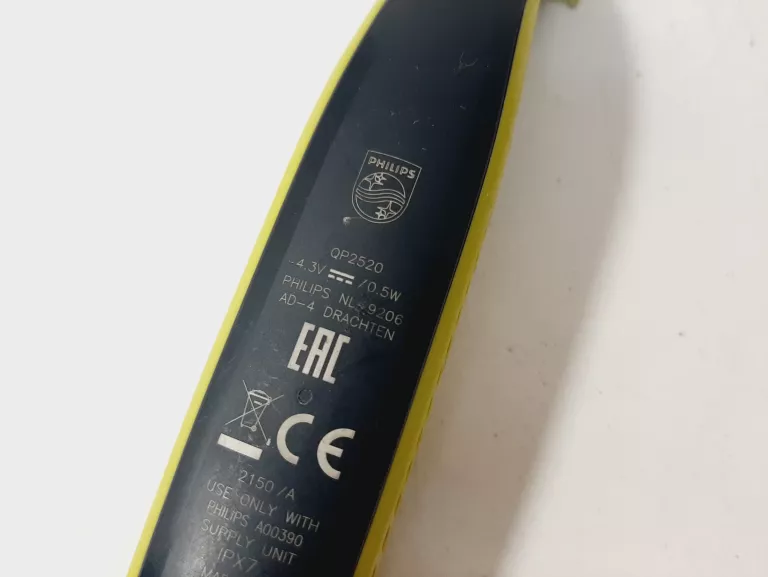 PHILIPS
QP2520
-4.3V ⎓ /0.5W
PHILIPS NL-9206
AD-4 DRACHTEN
EAC
CE
2150 /A
USE ONLY WITH
PHILIPS A00390
SUPPLY UNIT
IPX7